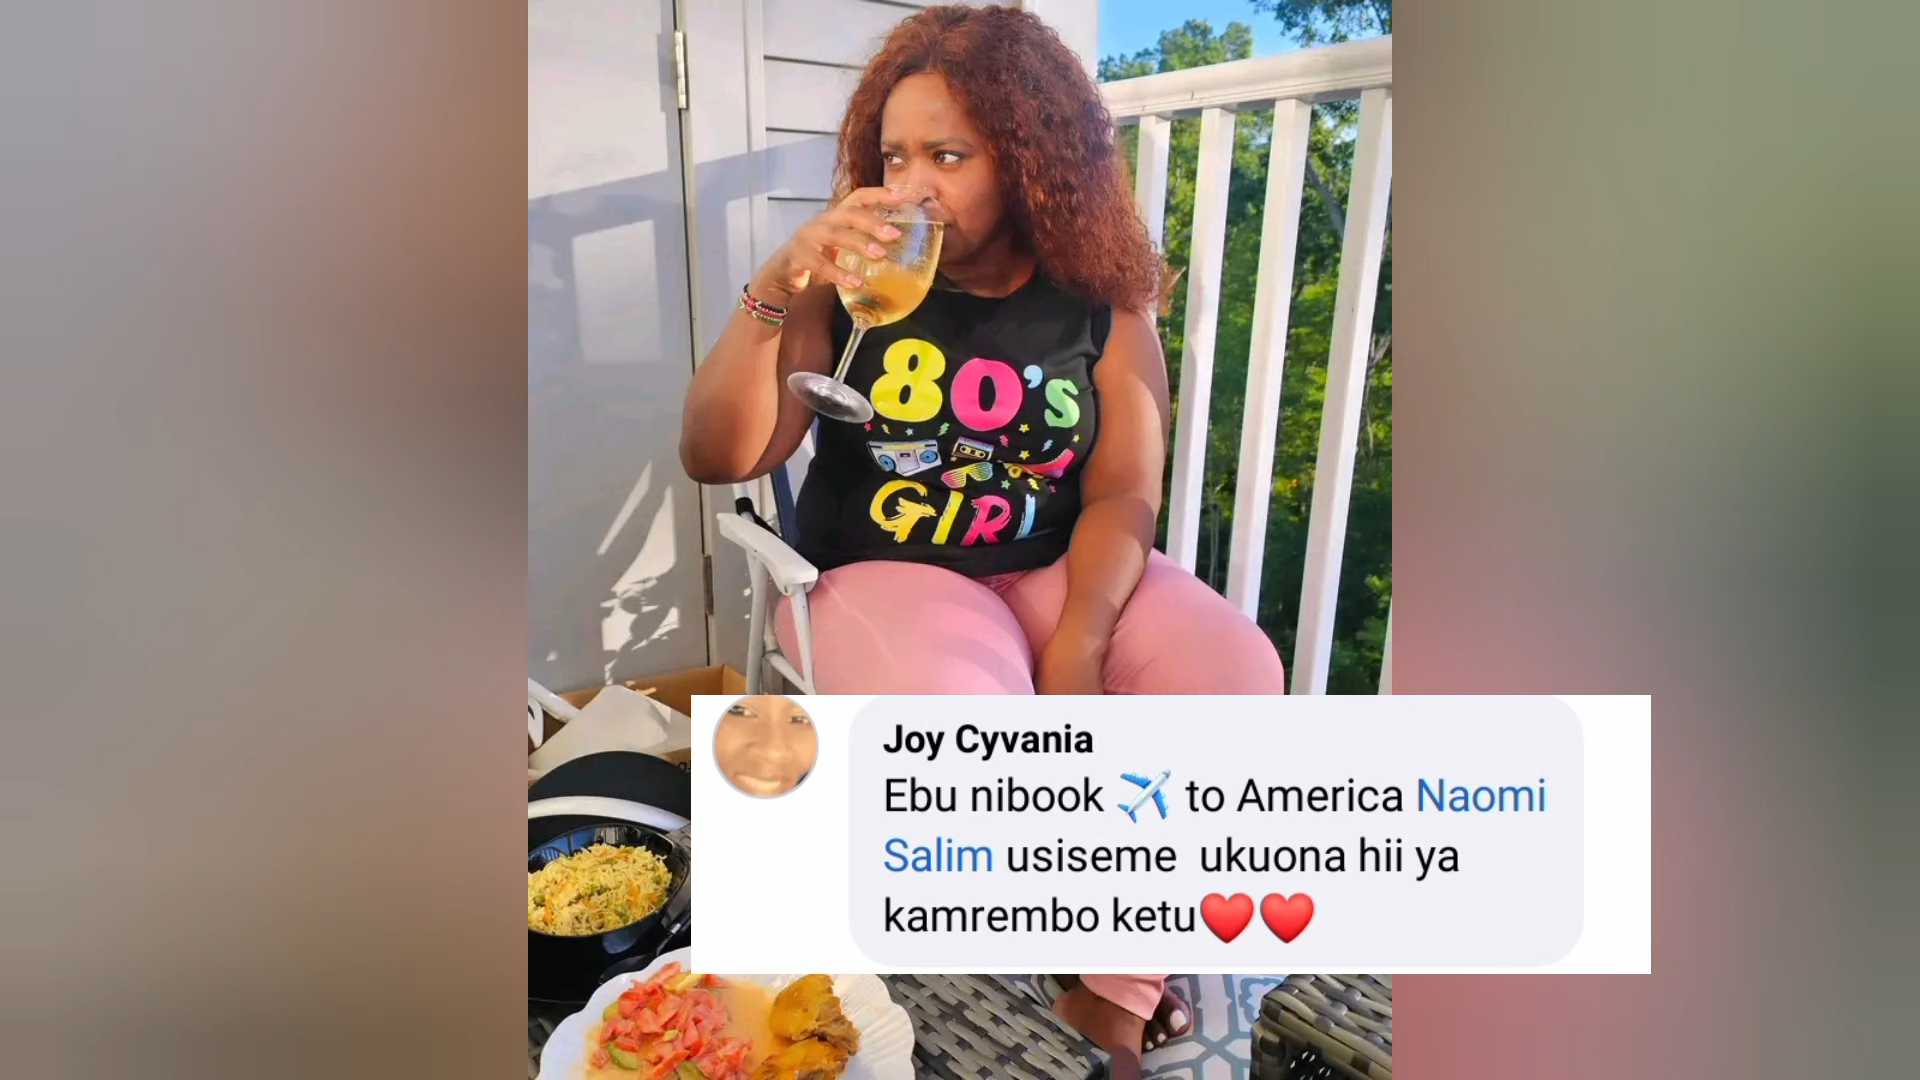 80's
GIRL
Joy Cyvania
Ebu nibook ✈️ to America Naomi
Salim usiseme ukuona hii ya
kamrembo ketu❤️❤️